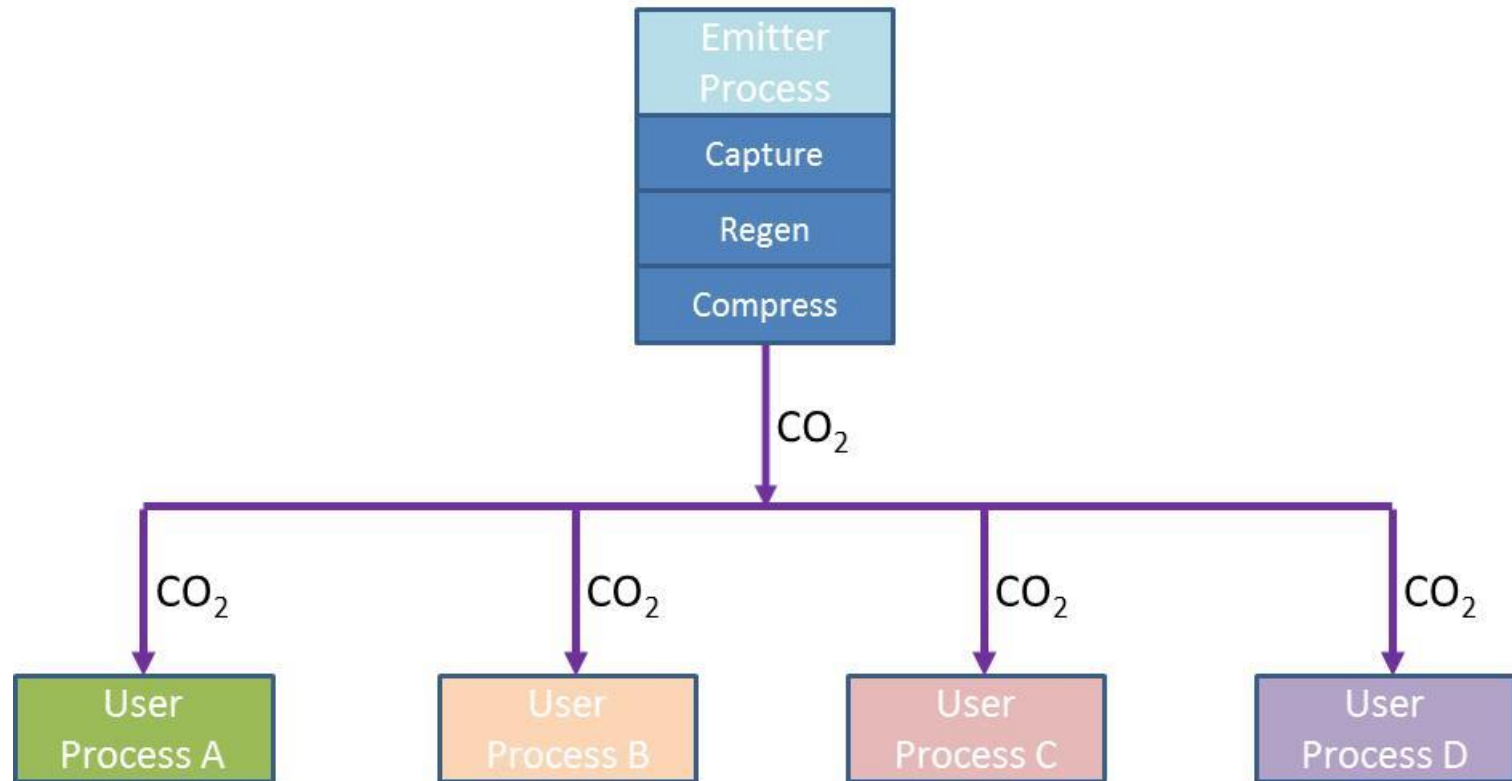 Emitter
Process
Capture
Regen
Compress
CO₂
CO₂
CO₂
CO₂
CO₂
User
Process A
User
Process B
User
Process C
User
Process D